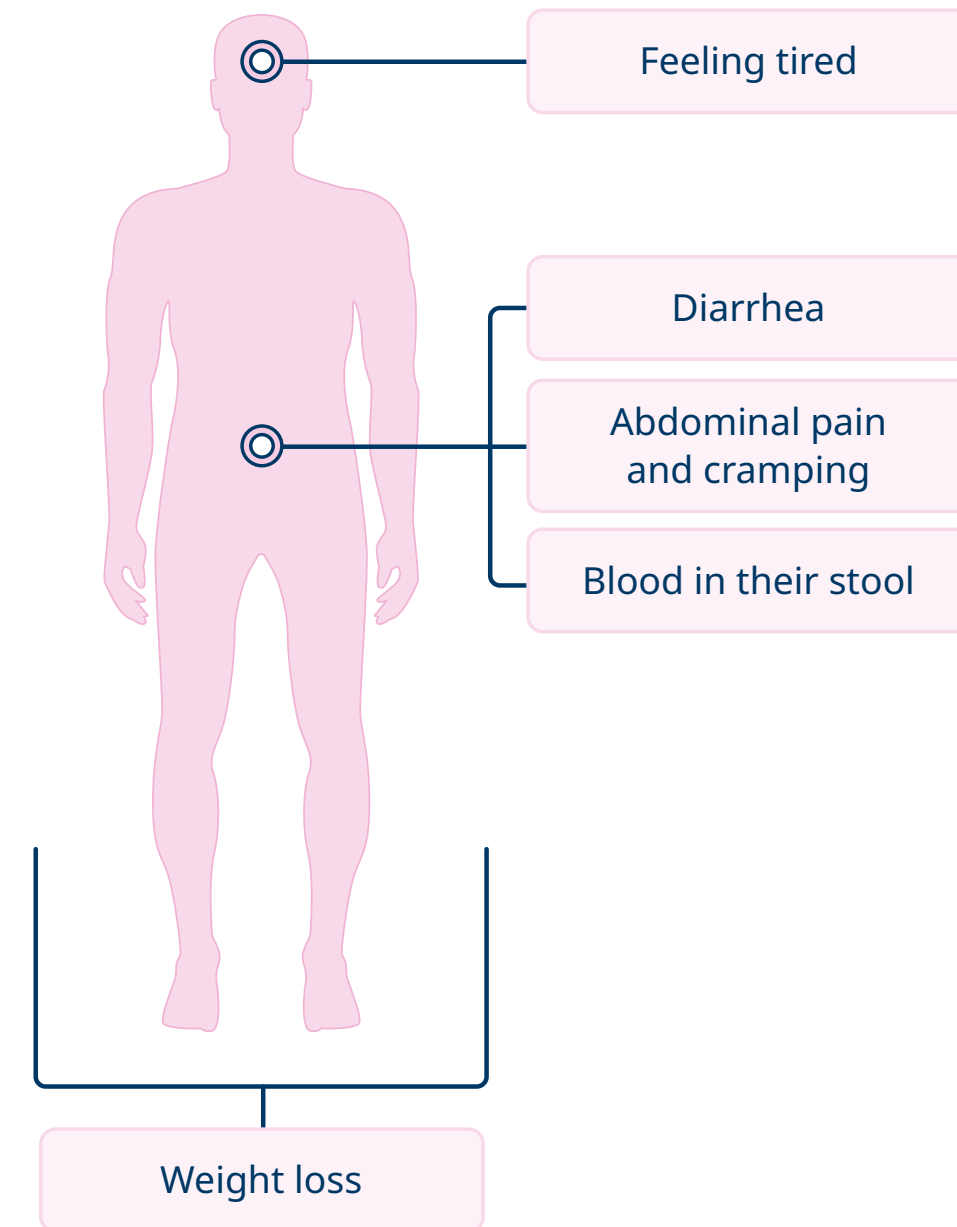 Feeling tired
Diarrhea
Abdominal pain
and cramping
Blood in their stool
Weight loss